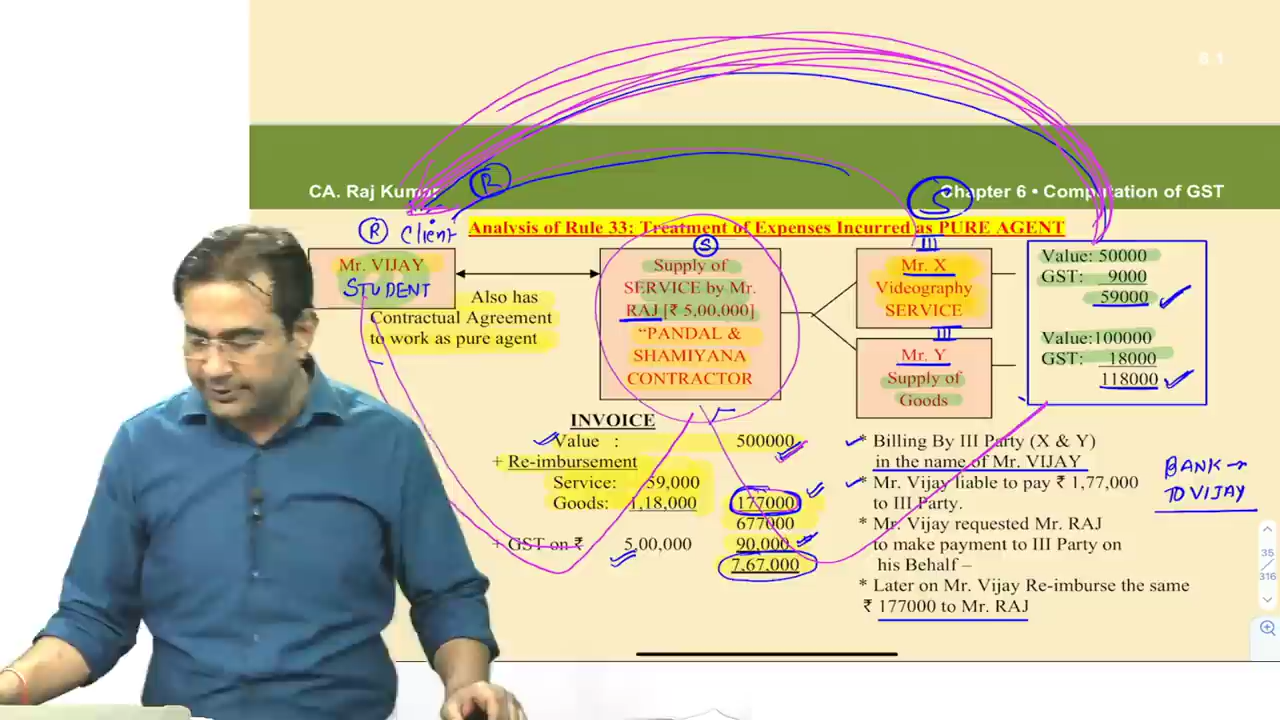 8.1
CA. Raj Kumar
Chapter 6 • Computation of GST
R
S
R Client
Analysis of Rule 33: Treatment of Expenses Incurred as PURE AGENT
III
Mr. VIJAY
STUDENT
Also has
Contractual Agreement
to work as pure agent
S
Supply of
SERVICE by Mr.
RAJ [₹ 5,00,000]
"PANDAL &
SHAMIYANA
CONTRACTOR
Mr. X
Videography
SERVICE
III
Mr. Y
Supply of
Goods
Value: 50000
GST: 9000
59000
Value:100000
GST: 18000
118000
INVOICE
Value : 500000
+ Re-imbursement
Service: 59,000
Goods: 1,18,000 177000
677000
+ GST on ₹ 5,00,000 90,000
7,67,000
* Billing By III Party (X & Y)
in the name of Mr. VIJAY
* Mr. Vijay liable to pay ₹ 1,77,000
to III Party.
* Mr. Vijay requested Mr. RAJ
to make payment to III Party on
his Behalf –
* Later on Mr. Vijay Re-imburse the same
₹ 177000 to Mr. RAJ
BANK →
TO VIJAY
35
316